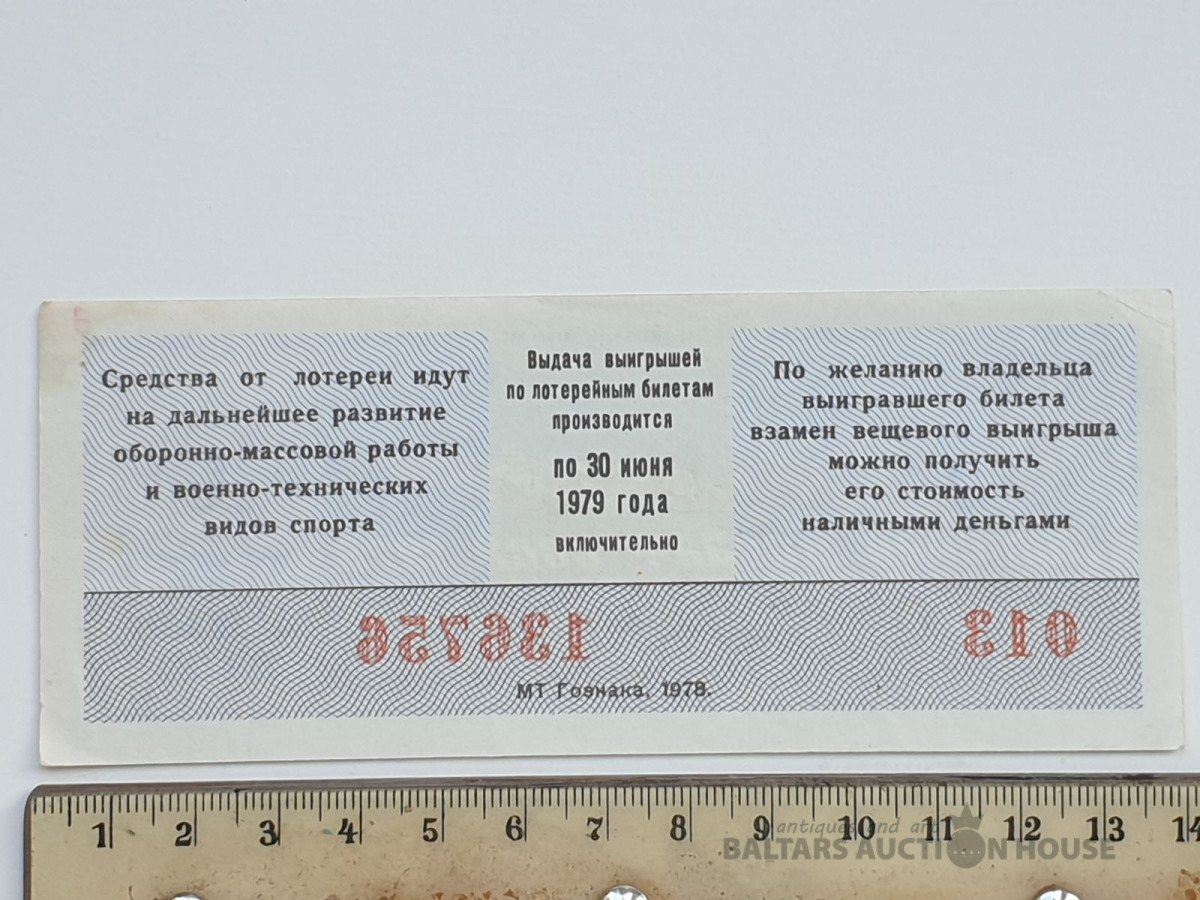 Средства от лотереи идут
на дальнейшее развитие
оборонно-массовой работы
и военно-технических
видов спорта
Выдача выигрышей
по лотерейным билетам
производится
по 30 июня
1979 года
включительно
По желанию владельца
выигравшего билета
взамен вещевого выигрыша
можно получить
его стоимость
наличными деньгами
136756
013
МТ Гознака. 1978.
1 2 3 4 5 6 7 8 9 10 11 12 13 14
antiques and art
BALTARS AUCTION HOUSE